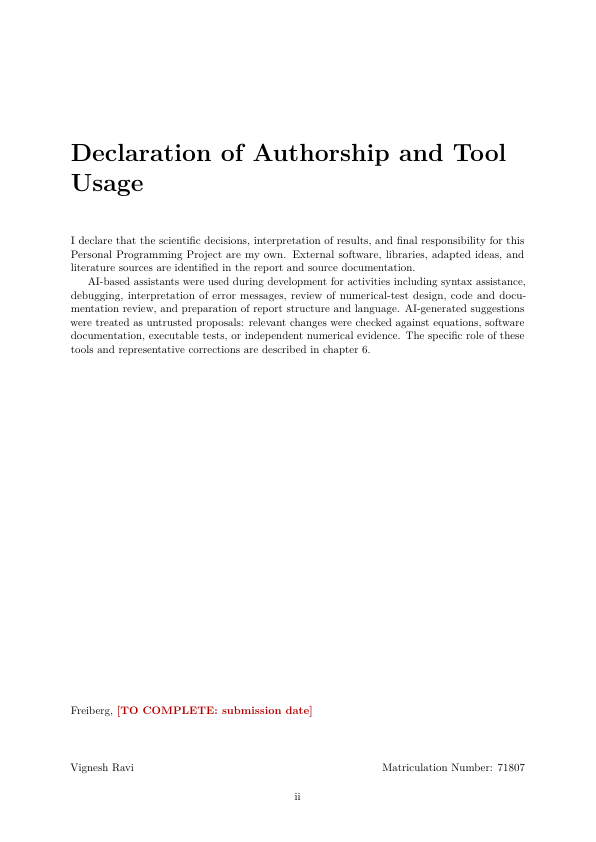 Declaration of Authorship and Tool
Usage
I declare that the scientific decisions, interpretation of results, and final responsibility for this
Personal Programming Project are my own. External software, libraries, adapted ideas, and
literature sources are identified in the report and source documentation.
AI-based assistants were used during development for activities including syntax assistance,
debugging, interpretation of error messages, review of numerical-test design, code and docu-
mentation review, and preparation of report structure and language. AI-generated suggestions
were treated as untrusted proposals: relevant changes were checked against equations, software
documentation, executable tests, or independent numerical evidence. The specific role of these
tools and representative corrections are described in chapter 6.
Freiberg, [TO COMPLETE: submission date]
Vignesh Ravi Matriculation Number: 71807
ii